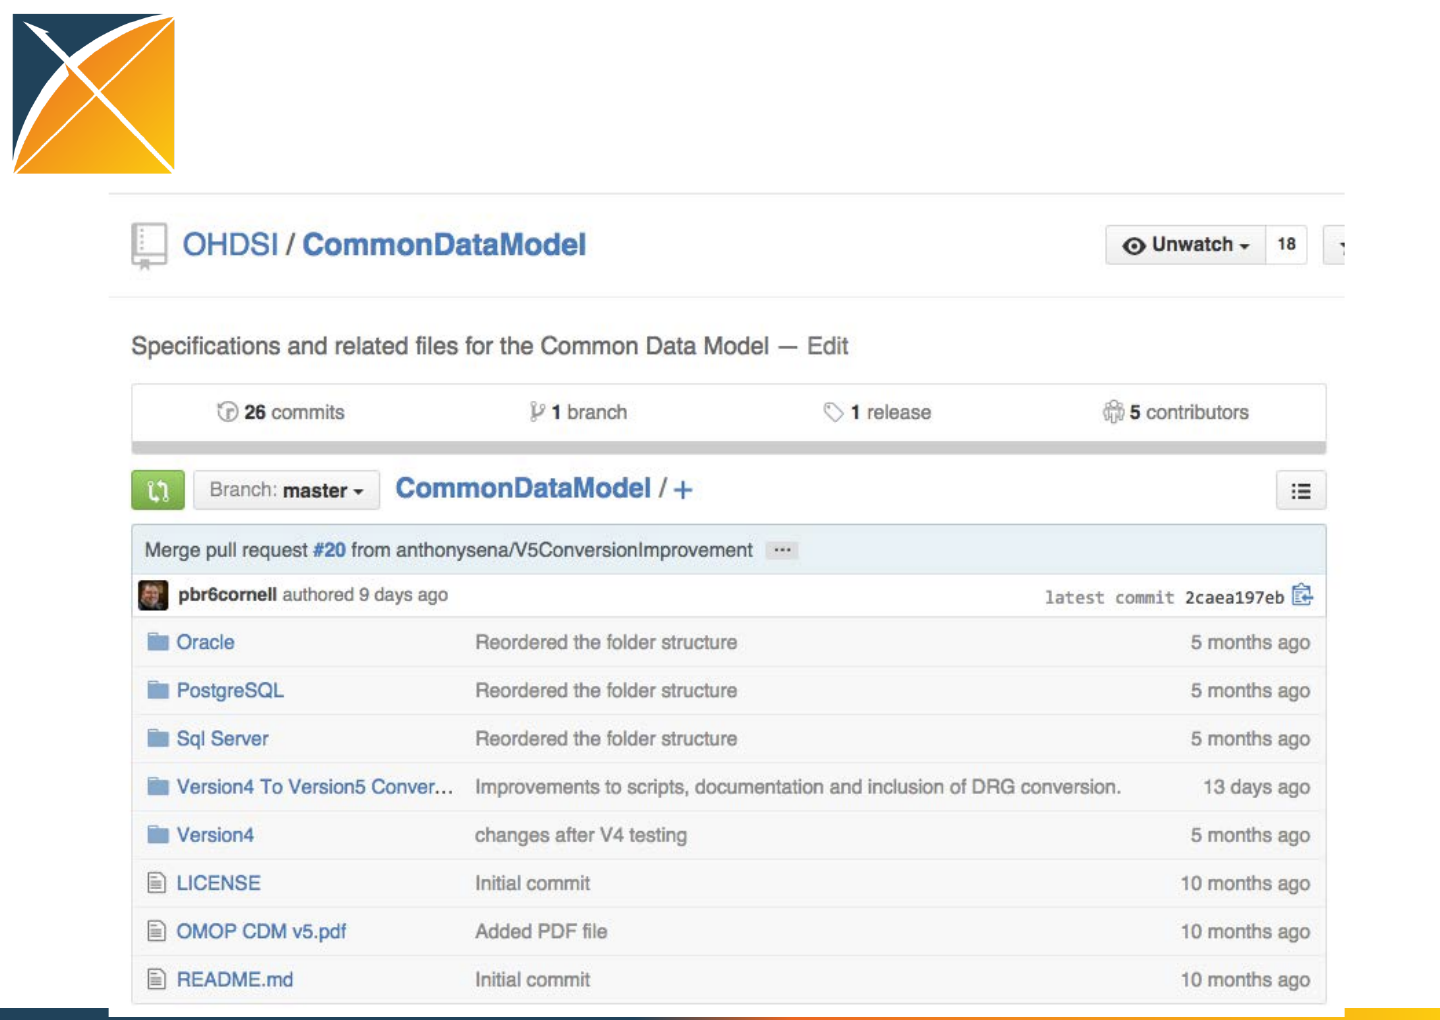 OHDSI / CommonDataModel
Unwatch 18
Specifications and related files for the Common Data Model — Edit
26 commits 1 branch 1 release 5 contributors
Branch: master CommonDataModel / +
Merge pull request #20 from anthonysena/V5ConversionImprovement ...
pbr6cornell authored 9 days ago latest commit 2caea197eb
Oracle Reordered the folder structure 5 months ago
PostgreSQL Reordered the folder structure 5 months ago
Sql Server Reordered the folder structure 5 months ago
Version4 To Version5 Conver... Improvements to scripts, documentation and inclusion of DRG conversion. 13 days ago
Version4 changes after V4 testing 5 months ago
LICENSE Initial commit 10 months ago
OMOP CDM v5.pdf Added PDF file 10 months ago
README.md Initial commit 10 months ago